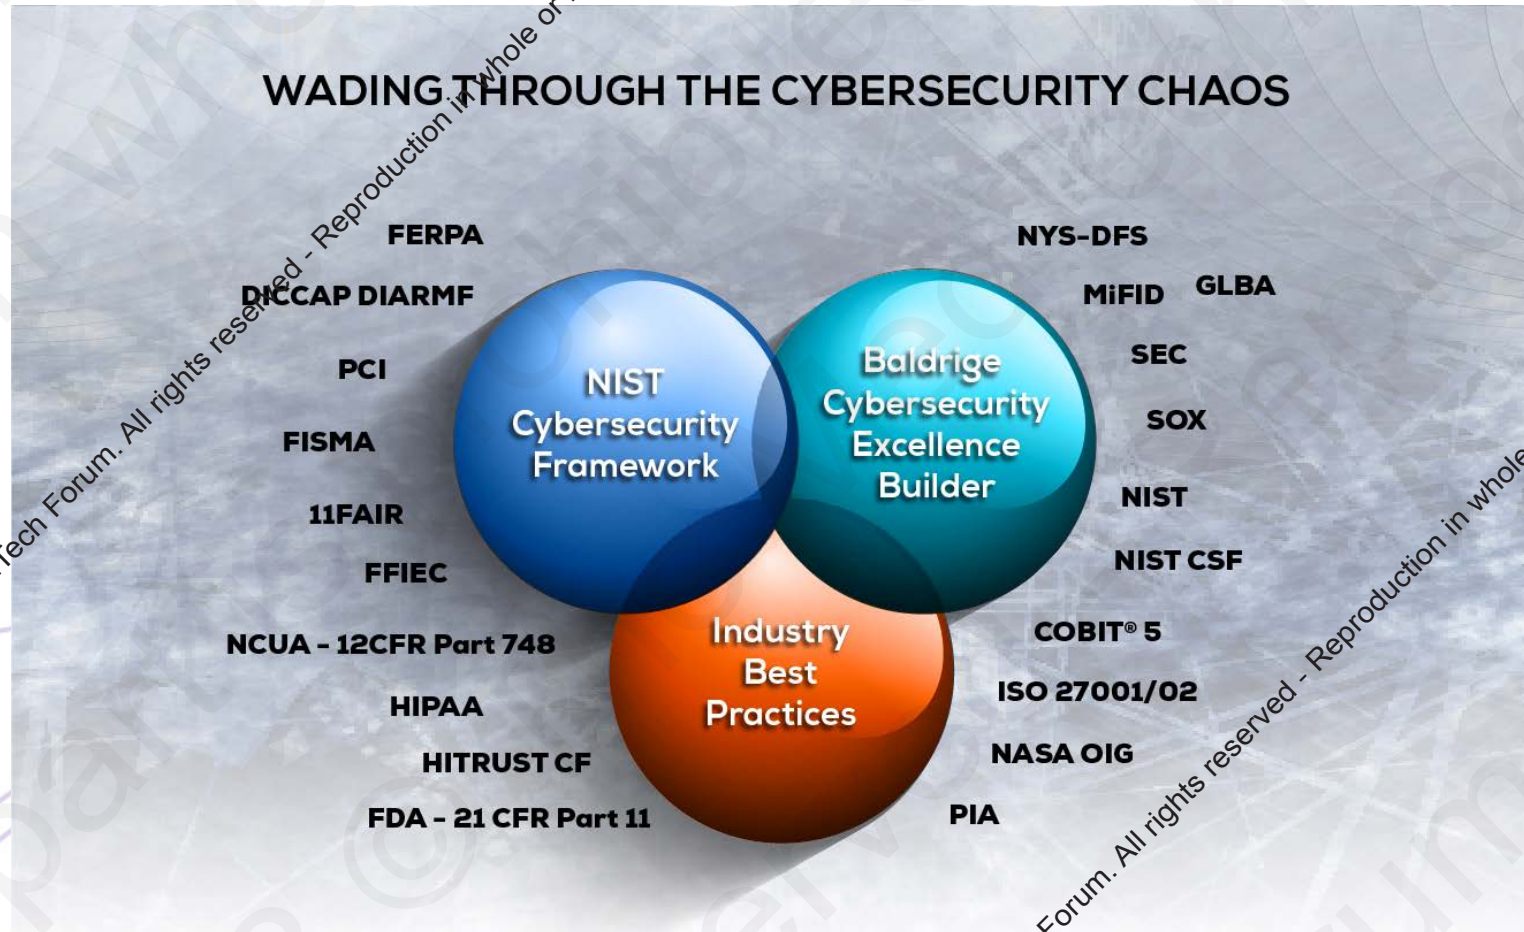 WADING THROUGH THE CYBERSECURITY CHAOS
FERPA
DICCAP DIARMF
PCI
FISMA
11FAIR
FFIEC
NCUA - 12CFR Part 748
HIPAA
HITRUST CF
FDA - 21 CFR Part 11
NIST
Cybersecurity
Framework
Baldrige
Cybersecurity
Excellence
Builder
Industry
Best
Practices
NYS-DFS
MiFID
GLBA
SEC
SOX
NIST
NIST CSF
COBIT® 5
ISO 27001/02
NASA OIG
PIA
Tech Forum. All rights reserved - Reproduction in whole or
Forum. All rights reserved - Reproduction in whole